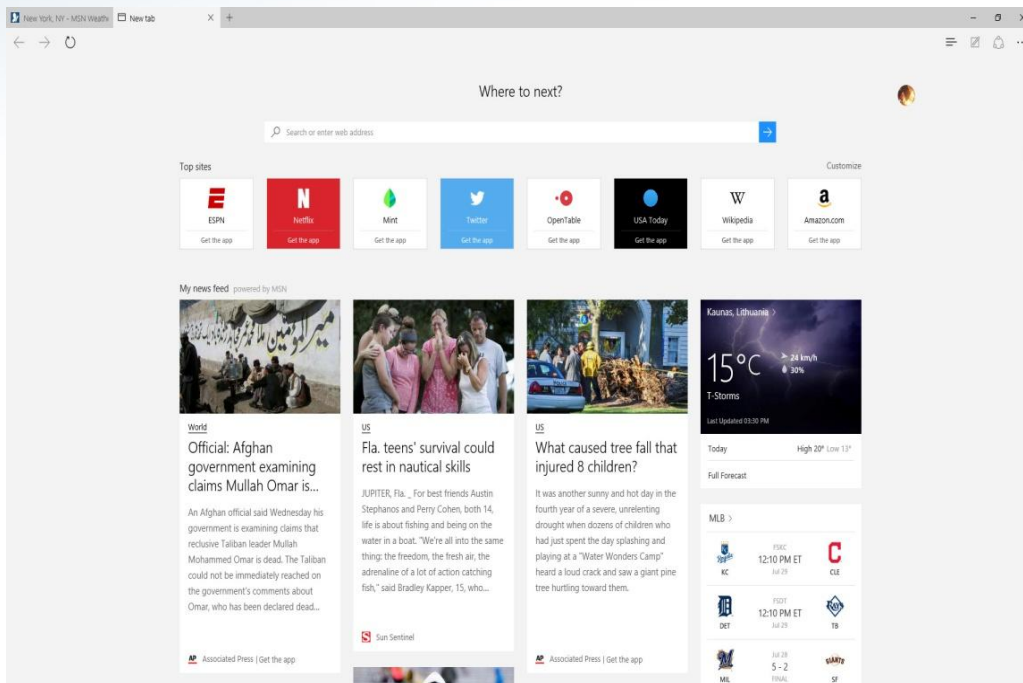 New York, NY - MSN Weath
New tab
Where to next?
Search or enter web address
Top sites
Customize
ESPN
Get the app
N
Netflix
Get the app
Mint
Get the app
Twitter
Get the app
OpenTable
Get the app
USA Today
Get the app
W
Wikipedia
Get the app
a
Amazon.com
Get the app
My news feed powered by MSN
World
Official: Afghan
government examining
claims Mullah Omar is...
An Afghan official said Wednesday his
government is examining claims that
reclusive Taliban leader Mullah
Mohammed Omar is dead. The Taliban
could not be immediately reached on
the government's comments about
Omar, who has been declared dead...
AP Associated Press | Get the app
US
Fla. teens' survival could
rest in nautical skills
JUPITER, Fla. _ For best friends Austin
Stephanos and Perry Cohen, both 14,
life is about fishing and being on the
water in a boat. "We're all into the same
thing: the freedom, the fresh air, the
adrenaline of a lot of action catching
fish," said Bradley Kapper, 15, who...
S Sun Sentinel
US
What caused tree fall that
injured 8 children?
It was another sunny and hot day in the
fourth year of a severe, unrelenting
drought when dozens of children who
had just spent the day splashing and
playing at a "Water Wonders Camp"
heard a loud crack and saw a giant pine
tree hurtling toward them.
AP Associated Press | Get the app
Kaunas, Lithuania >
15°C
24 km/h
30%
T-Storms
Last Updated 03:30 PM
Today High 20° Low 13°
Full Forecast
MLB >
Royals
KC
FSKC
12:10 PM ET
Jul 29
C
CLE
D
DET
FSDT
12:10 PM ET
Jul 29
RAYS
TB
M
MIL
Jul 28
5 - 2
FINAL
GIANTS
SF